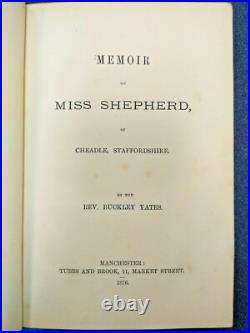 MEMOIR
OF
MISS SHEPHERD,
OF
CHEADLE, STAFFORDSHIRE.
BY THE
REV. BUCKLEY YATES.
MANCHESTER:
TUBBS AND BROOK, 11, MARKET STREET.
1876.